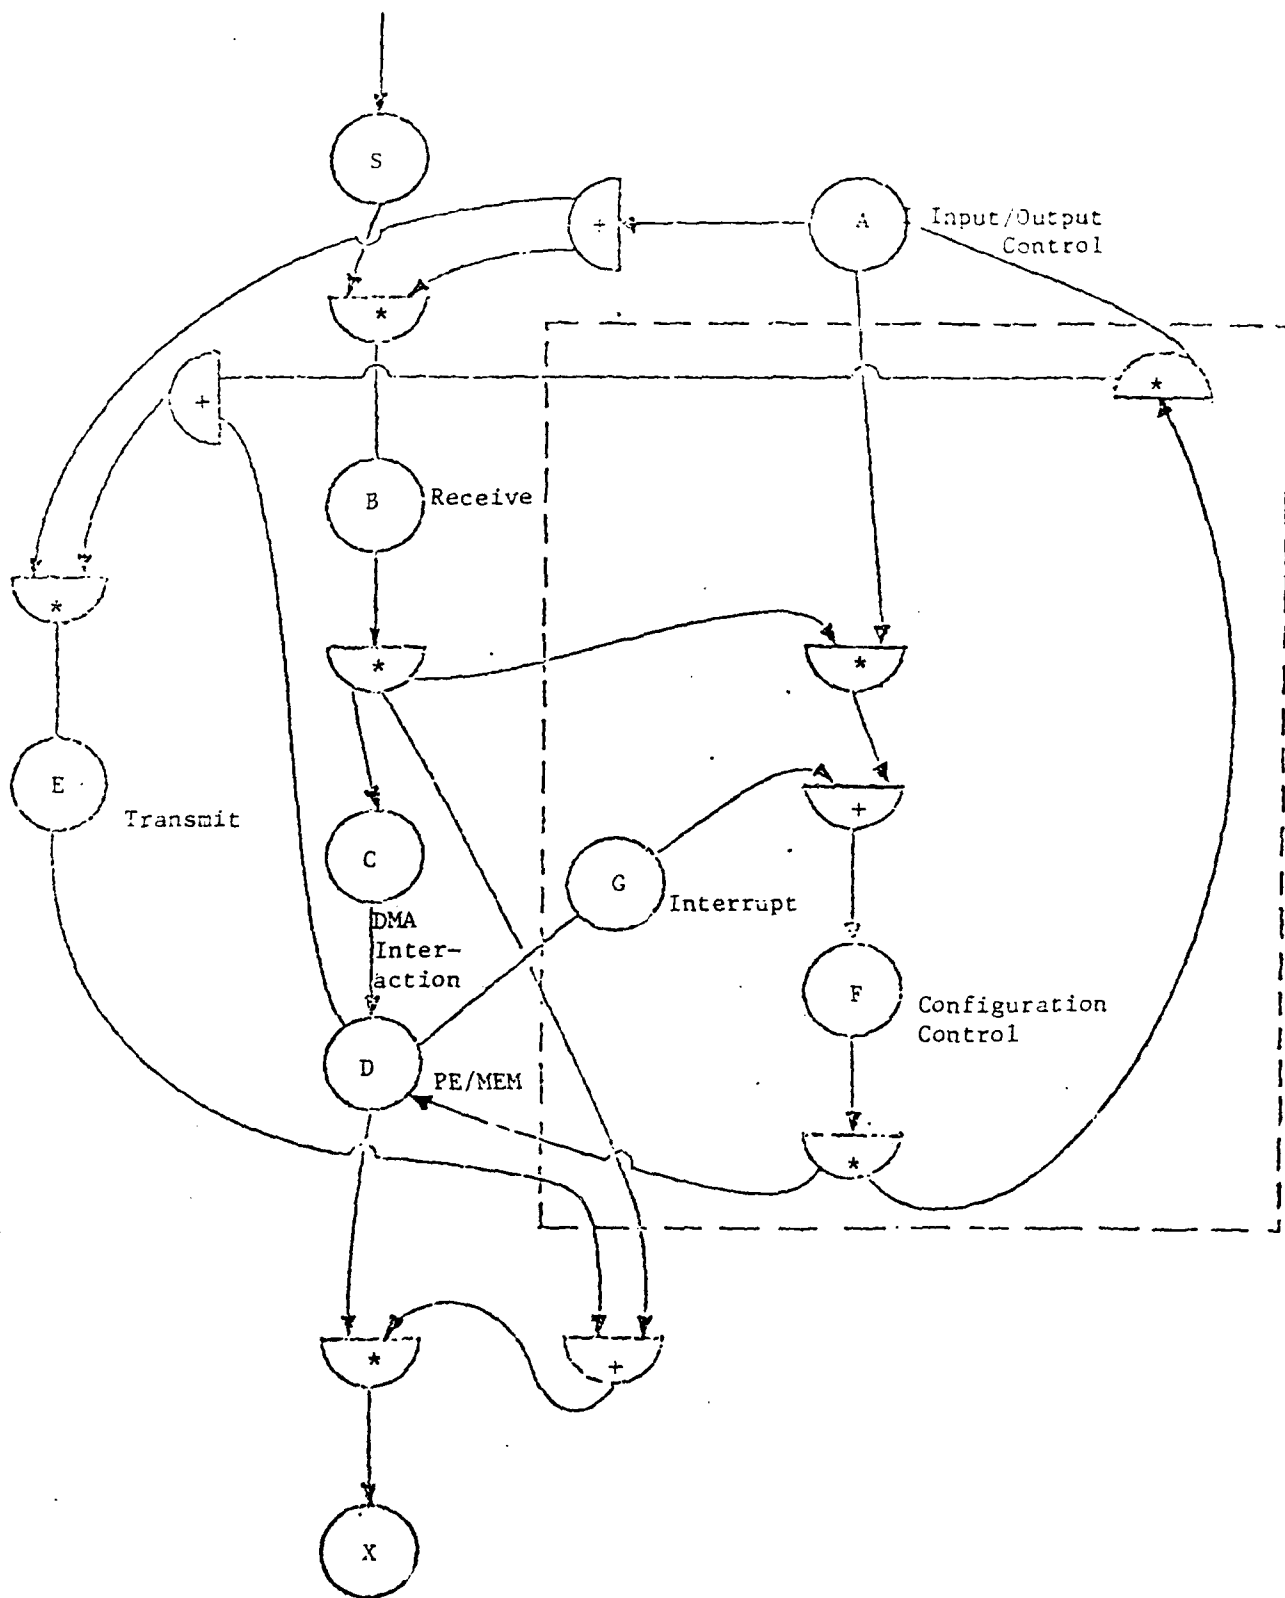 S
+
A
Input/Output
Control
*
+
*
B
Receive
*
*
*
E
Transmit
+
C
G
Interrupt
DMA
Inter-
action
F
Configuration
Control
D
PE/MEM
*
*
+
X